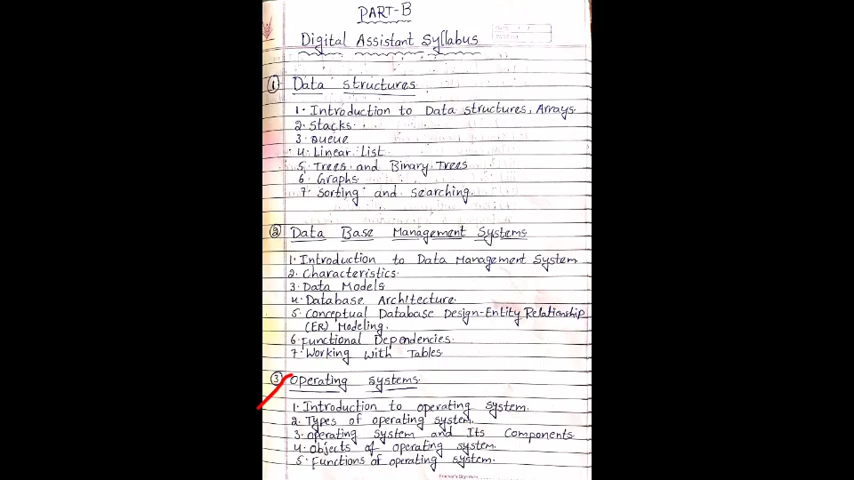 PART-B
Digital Assistant Syllabus
① Data structures
1. Introduction to Data structures, Arrays
2. Stacks
3. Queue
4. Linear List
5. Trees and Binary Trees
6. Graphs
7. Sorting and searching.
② Data Base Management Systems
1. Introduction to Data Management System
2. Characteristics.
3. Data Models
4. Database Architecture.
5. Conceptual Database Design-Entity Relationship
(ER) Modeling.
6. Functional Dependencies.
7. Working with Tables
③ Operating systems.
1. Introduction to operating system.
2. Types of operating system.
3. operating system and Its Components
4. Objects of operating system
5. Functions of operating system.